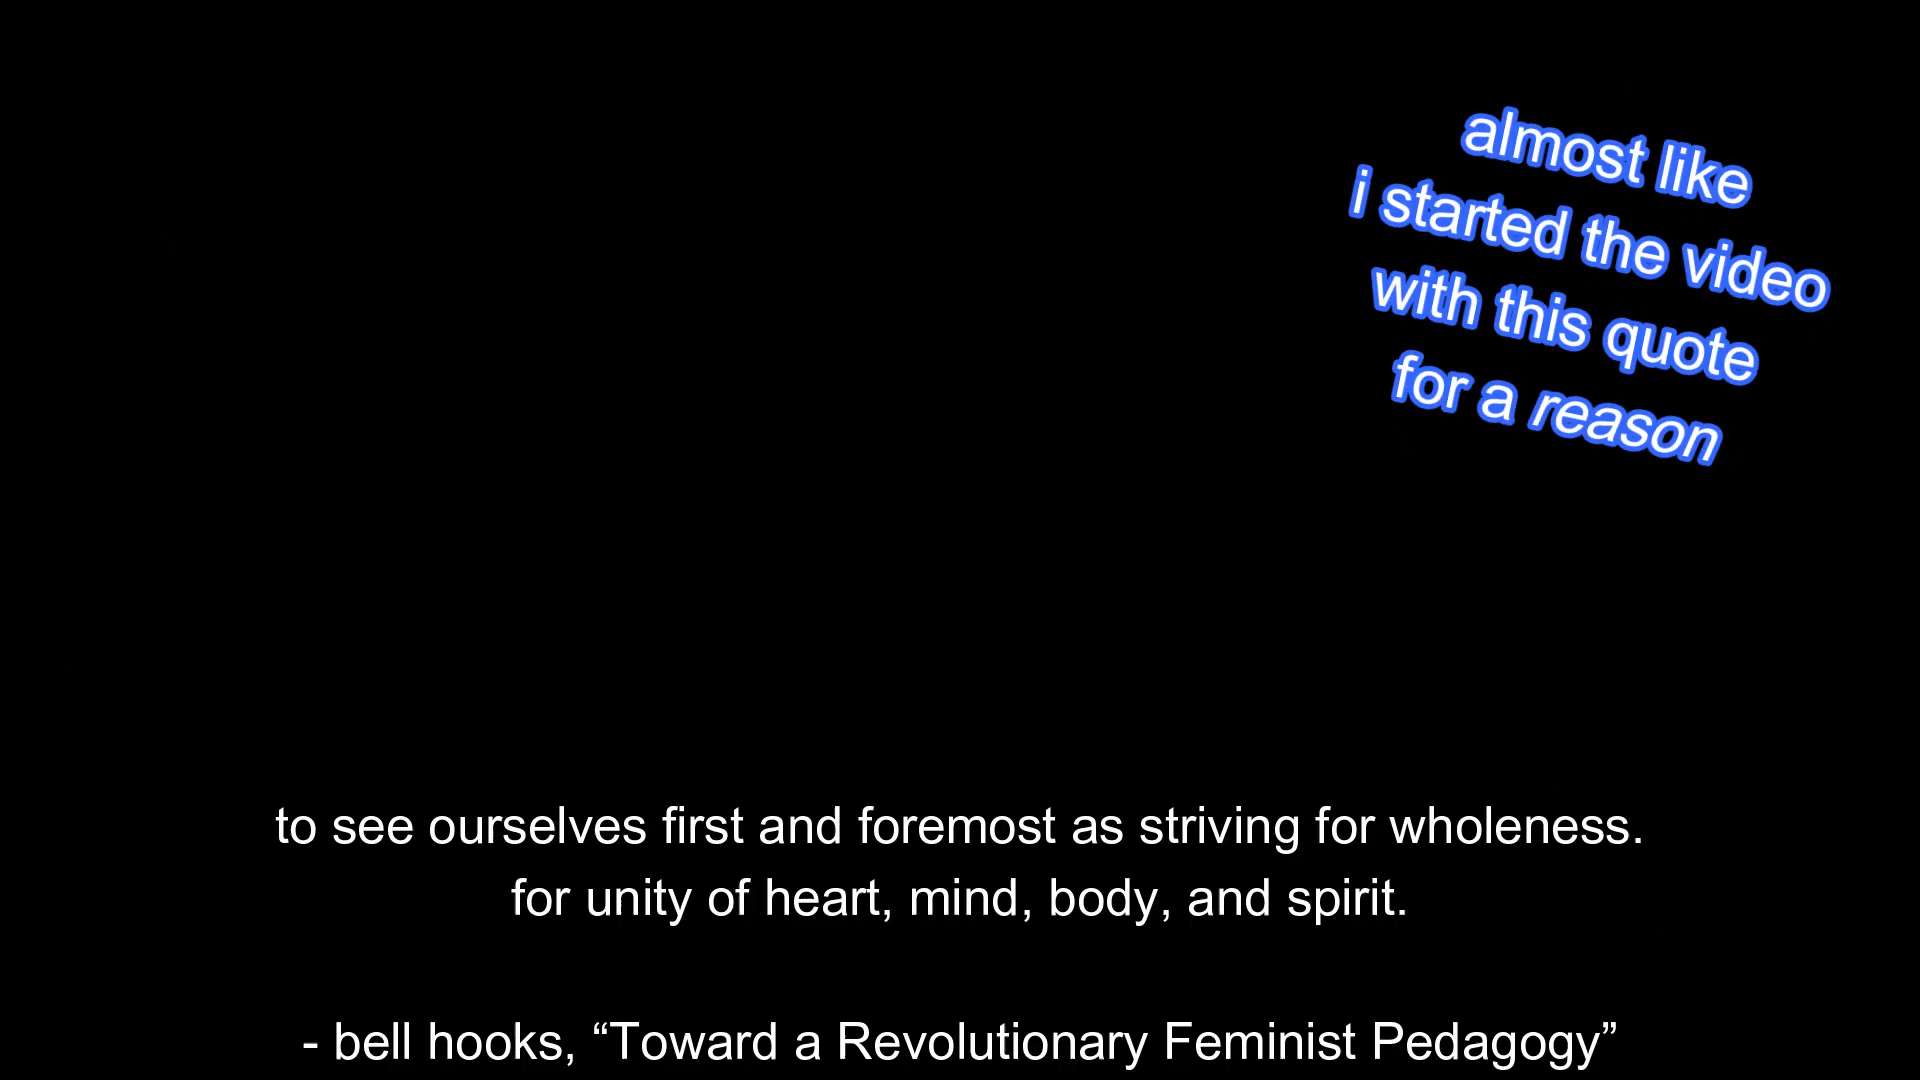 almost like
i started the video
with this quote
for a reason
to see ourselves first and foremost as striving for wholeness.
for unity of heart, mind, body, and spirit.
- bell hooks, “Toward a Revolutionary Feminist Pedagogy”